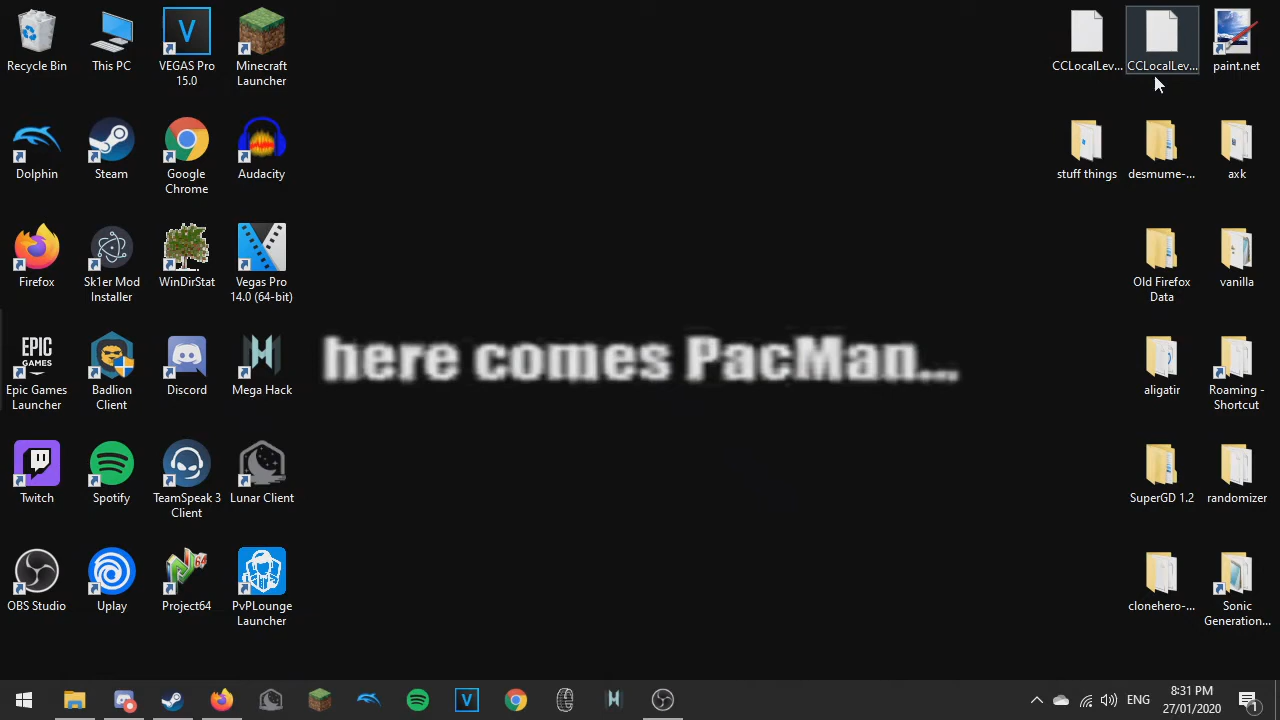 Recycle Bin
This PC
VEGAS Pro
15.0
Minecraft
Launcher
CCLocalLev...
CCLocalLev...
paint.net
Dolphin
Steam
Google
Chrome
Audacity
stuff things
desmume-...
axk
Firefox
Sk1er Mod
Installer
WinDirStat
Vegas Pro
14.0 (64-bit)
Old Firefox
Data
vanilla
here comes PacMan...
EPIC
GAMES
Epic Games
Launcher
Badlion
Client
Discord
Mega Hack
aligatir
Roaming -
Shortcut
Twitch
Spotify
TeamSpeak 3
Client
Lunar Client
SuperGD 1.2
randomizer
OBS Studio
Uplay
64
Project64
PvPLounge
Launcher
clonehero-...
Sonic
Generation...
ENG
8:31 PM
27/01/2020
1